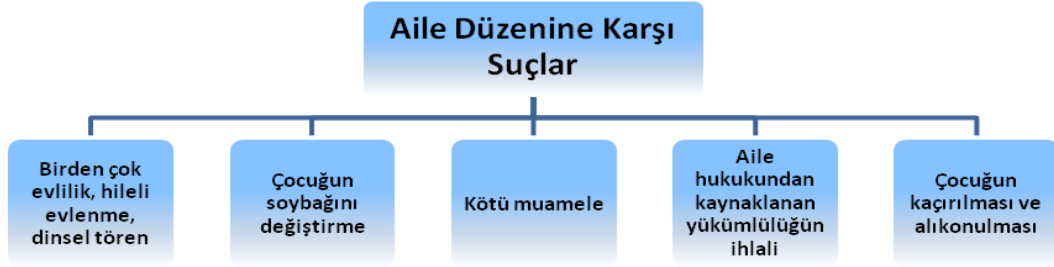 Aile Düzenine Karşı
Suçlar
Birden çok
evlilik, hileli
evlenme,
dinsel tören
Çocuğun
soybağını
değiştirme
Kötü muamele
Aile
hukukundan
kaynaklanan
yükümlülüğün
ihlali
Çocuğun
kaçırılması ve
alıkonulması